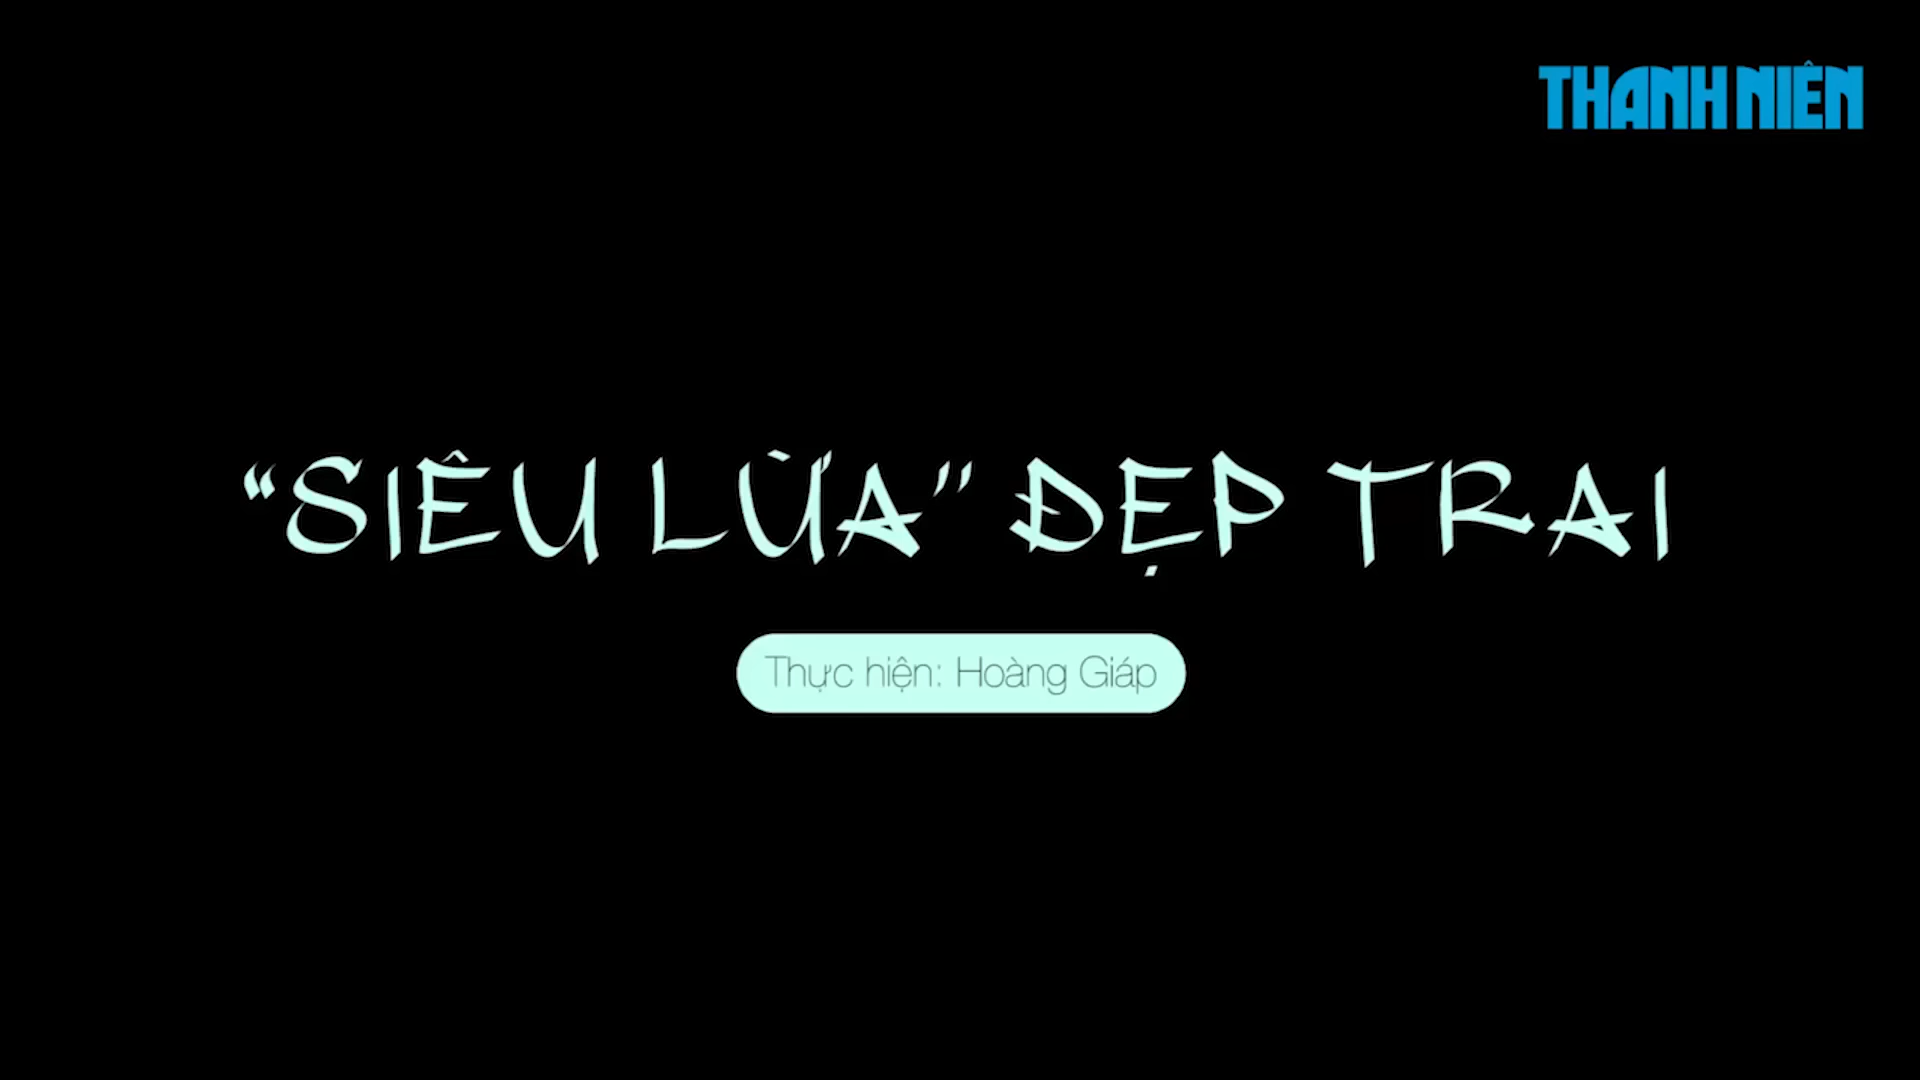 THANH NIÊN
“SIÊU LỪA” ĐẸP TRAI
Thực hiện: Hoàng Giáp